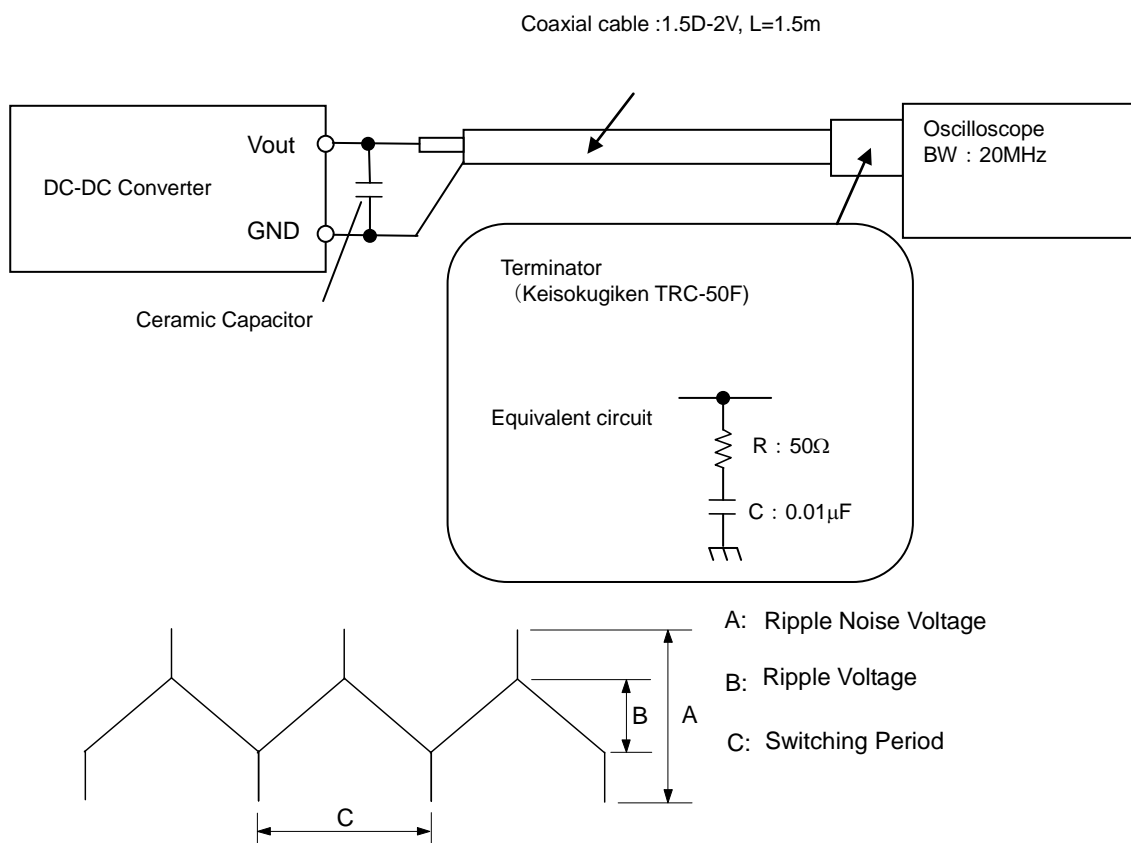 Coaxial cable :1.5D-2V, L=1.5m
Vout
DC-DC Converter
GND
Ceramic Capacitor
Oscilloscope
BW：20MHz
Terminator
（Keisokugiken TRC-50F)
Equivalent circuit
R：50Ω
C：0.01μF
A: Ripple Noise Voltage
B: Ripple Voltage
C: Switching Period
B
A
C